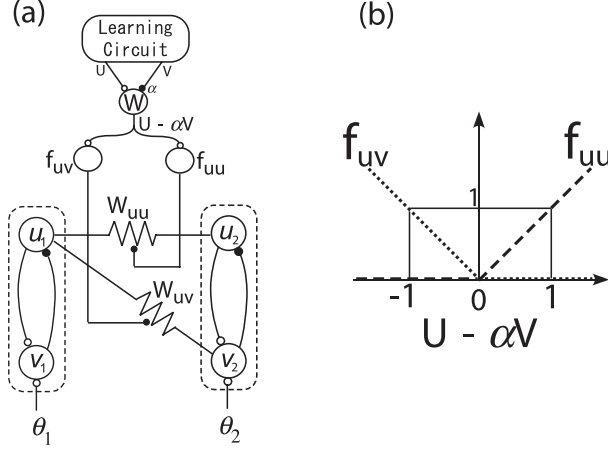 (a)
Learning
Circuit
U V
α
W
U - αV
f_uv f_uu
W_uu
u_1 u_2
W_uv
v_1 v_2
θ_1 θ_2
(b)
f_uv f_uu
1
-1 0 1
U - αV